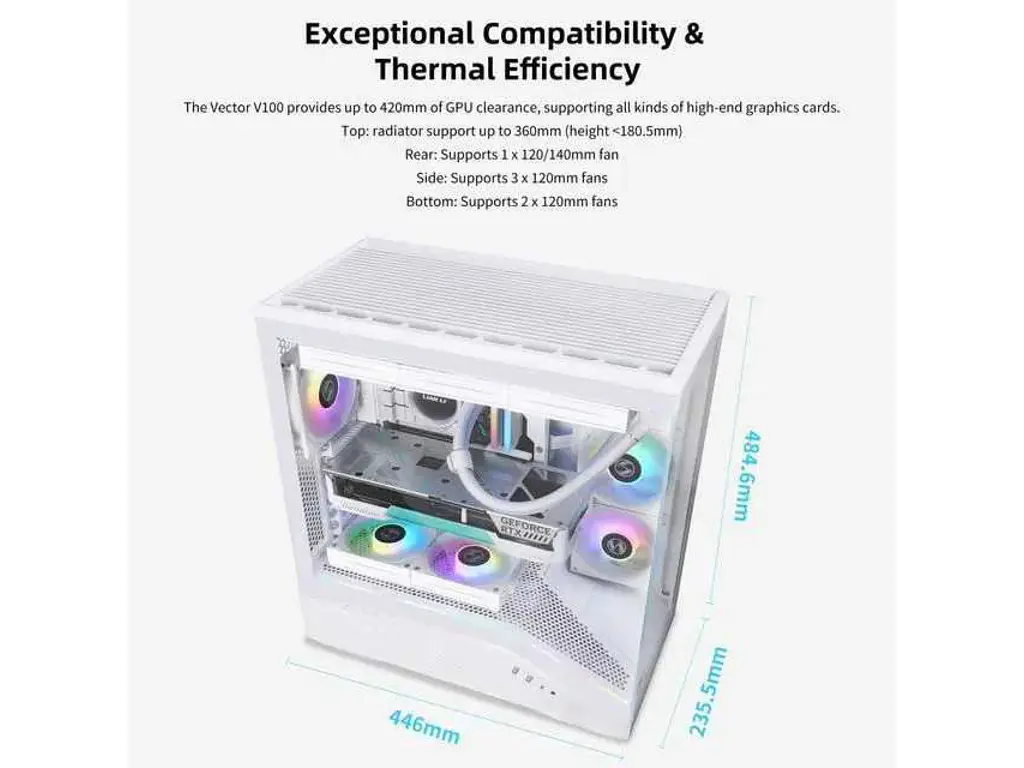 Exceptional Compatibility &
Thermal Efficiency
The Vector V100 provides up to 420mm of GPU clearance, supporting all kinds of high-end graphics cards.
Top: radiator support up to 360mm (height <180.5mm)
Rear: Supports 1 x 120/140mm fan
Side: Supports 3 x 120mm fans
Bottom: Supports 2 x 120mm fans
LIAN LI
GEFORCE
RTX
484.6mm
235.5mm
446mm